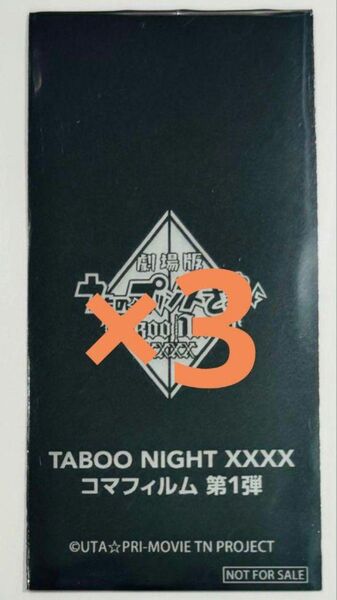 劇場版
×3
TABOO NIGHT XXXX
コマフィルム 第1弾
©UTA☆PRI-MOVIE TN PROJECT
NOT FOR SALE